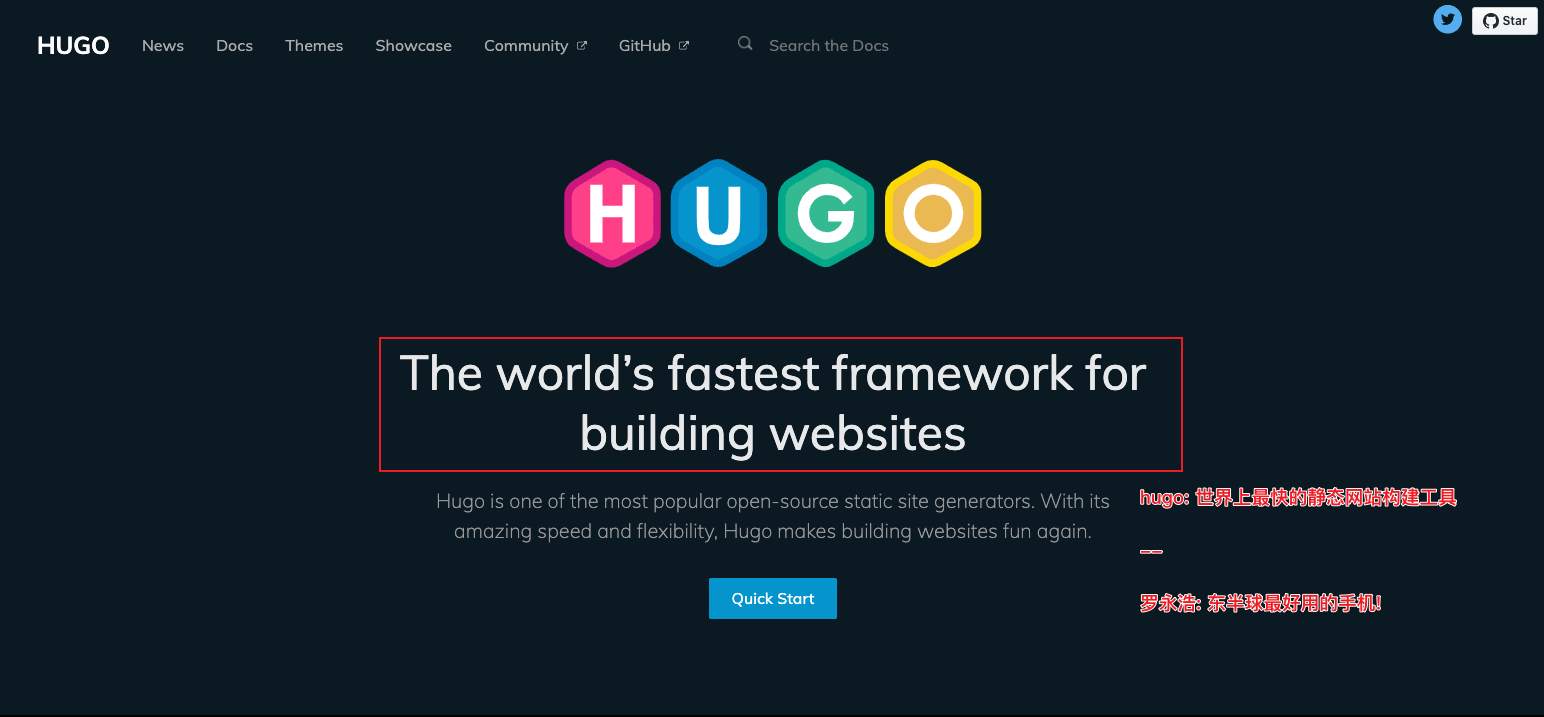 Star
HUGO News Docs Themes Showcase Community GitHub Search the Docs
HUGO
The world’s fastest framework for
building websites
Hugo is one of the most popular open-source static site generators. With its
amazing speed and flexibility, Hugo makes building websites fun again.
hugo: 世界上最快的静态网站构建工具
——
Quick Start
罗永浩: 东半球最好用的手机!